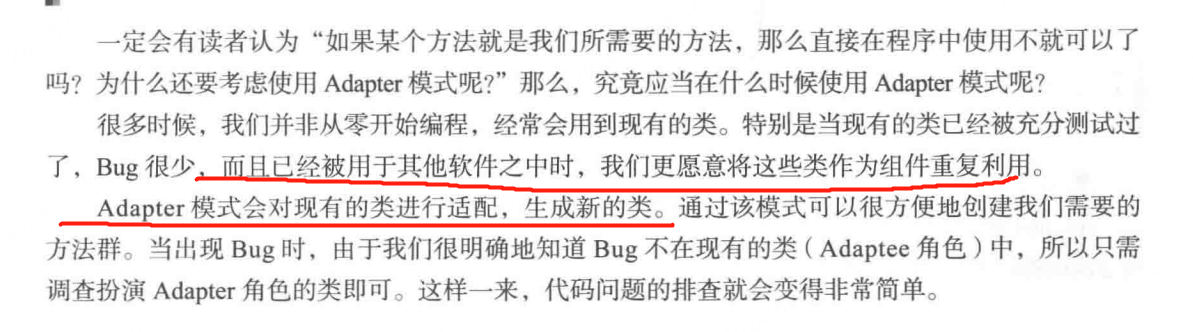 一定会有读者认为“如果某个方法就是我们所需要的方法，那么直接在程序中使用不就可以了
吗？为什么还要考虑使用 Adapter 模式呢？”那么，究竟应当在什么时候使用 Adapter 模式呢？
很多时候，我们并非从零开始编程，经常会用到现有的类。特别是当现有的类已经被充分测试过
了，Bug 很少，而且已经被用于其他软件之中时，我们更愿意将这些类作为组件重复利用。
Adapter 模式会对现有的类进行适配，生成新的类。通过该模式可以很方便地创建我们需要的
方法群。当出现 Bug 时，由于我们很明确地知道 Bug 不在现有的类（Adaptee 角色）中，所以只需
调查扮演 Adapter 角色的类即可。这样一来，代码问题的排查就会变得非常简单。